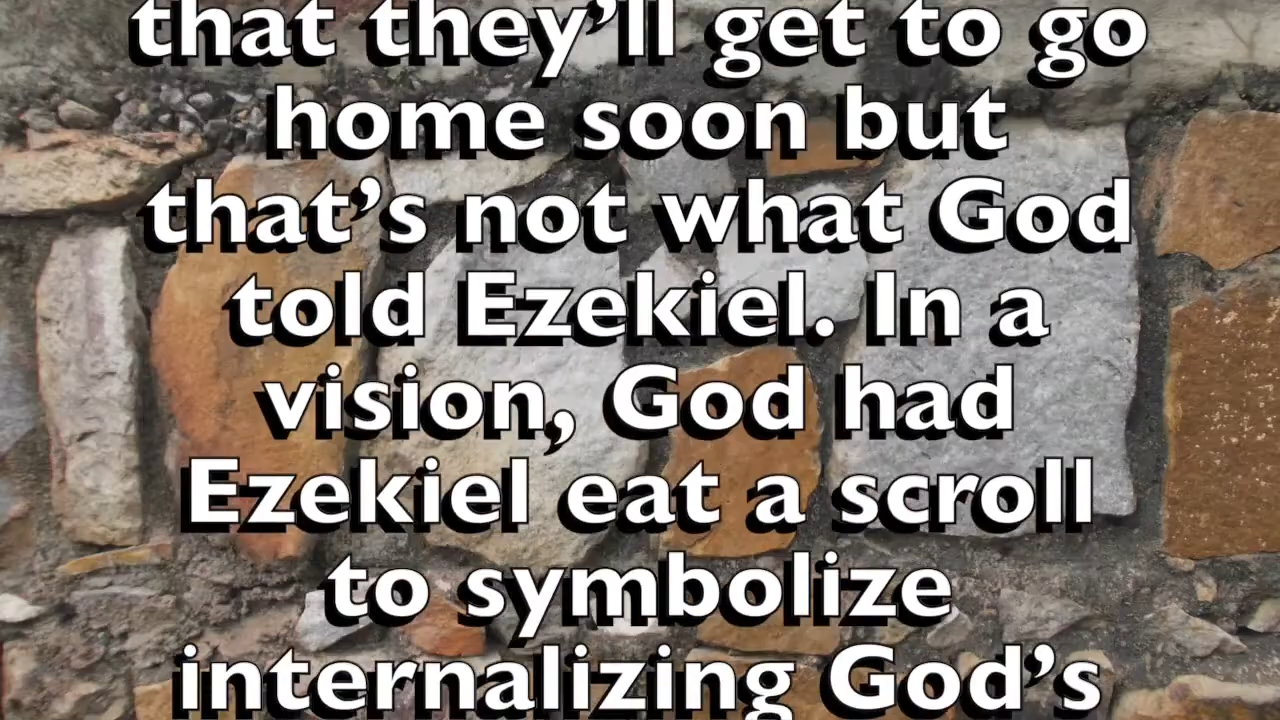 that they’ll get to go
home soon but
that’s not what God
told Ezekiel. In a
vision, God had
Ezekiel eat a scroll
to symbolize
internalizing God’s